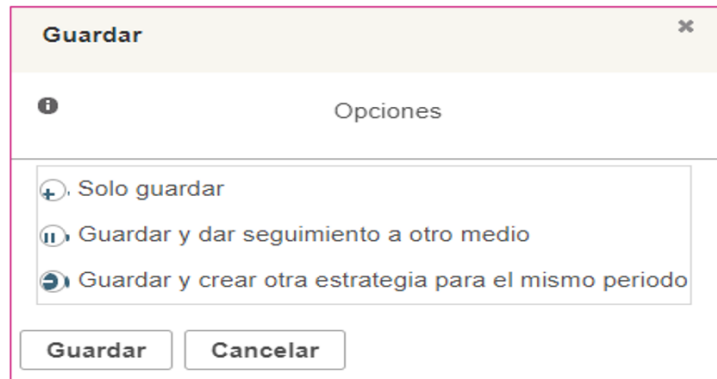 Guardar
Opciones
Solo guardar
Guardar y dar seguimiento a otro medio
Guardar y crear otra estrategia para el mismo periodo
Guardar Cancelar